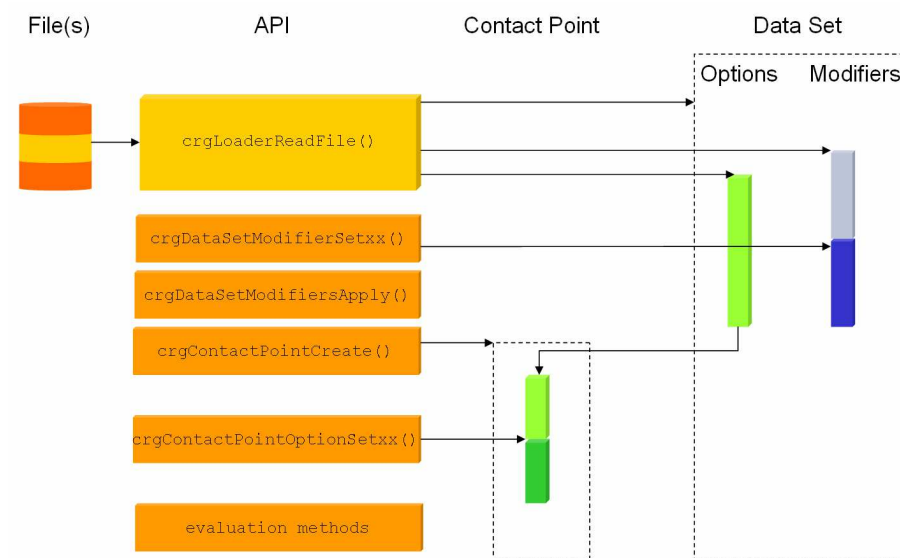 File(s) API Contact Point Data Set
Options Modifiers
crgLoaderReadFile()
crgDataSetModifierSetxx()
crgDataSetModifiersApply()
crgContactPointCreate()
crgContactPointOptionSetxx()
evaluation methods